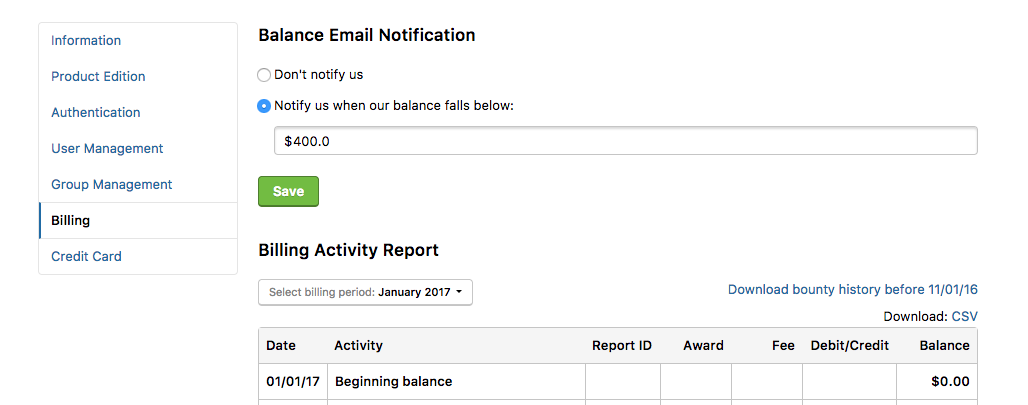 Information
Product Edition
Authentication
User Management
Group Management
Billing
Credit Card
Balance Email Notification
Don't notify us
Notify us when our balance falls below:
$400.0
Save
Billing Activity Report
Select billing period: January 2017
Download bounty history before 11/01/16
Download: CSV
Date Activity Report ID Award Fee Debit/Credit Balance
01/01/17 Beginning balance $0.00